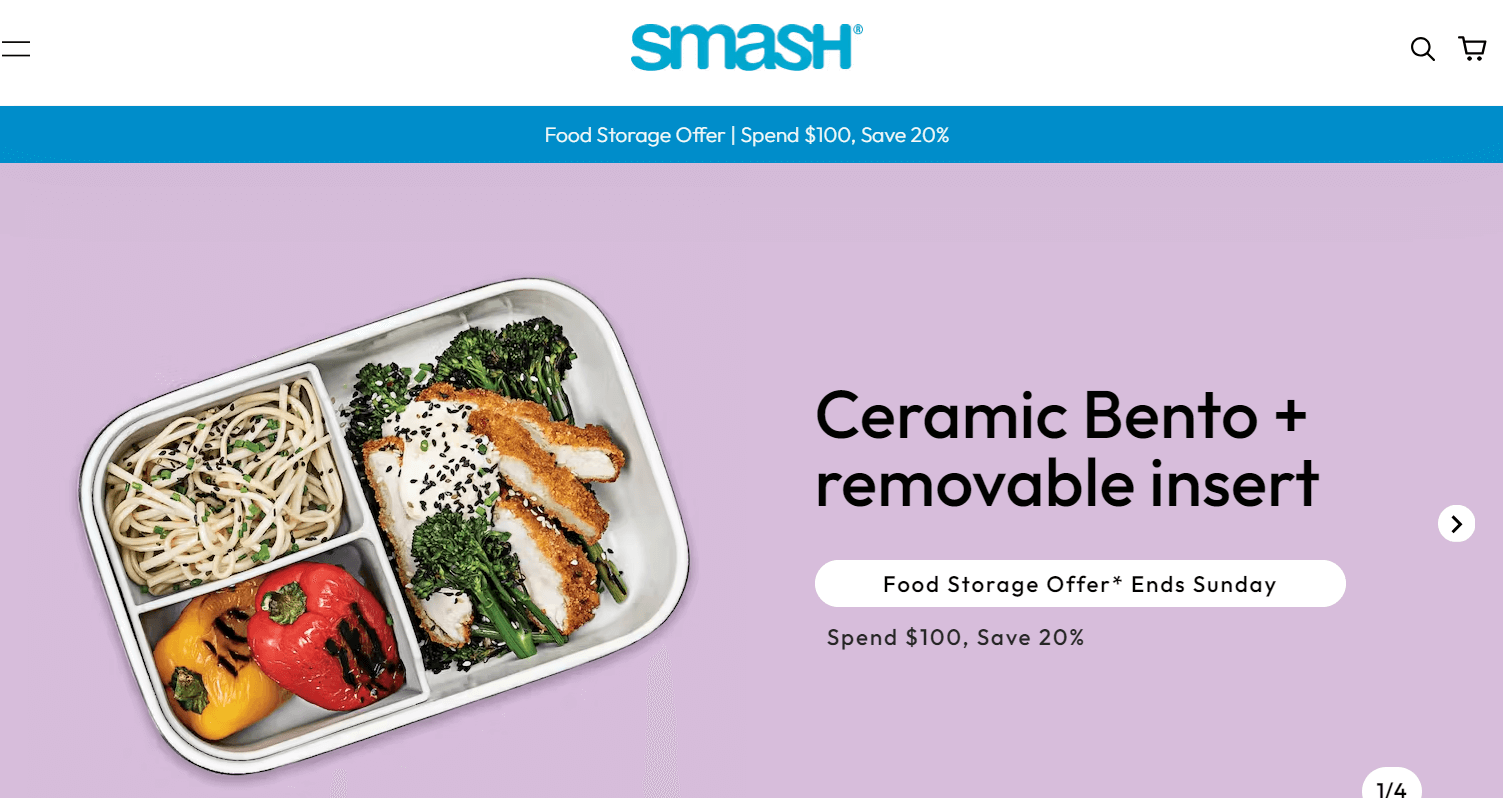 smasH®
Food Storage Offer | Spend $100, Save 20%
Ceramic Bento +
removable insert
Food Storage Offer* Ends Sunday
Spend $100, Save 20%
1/4